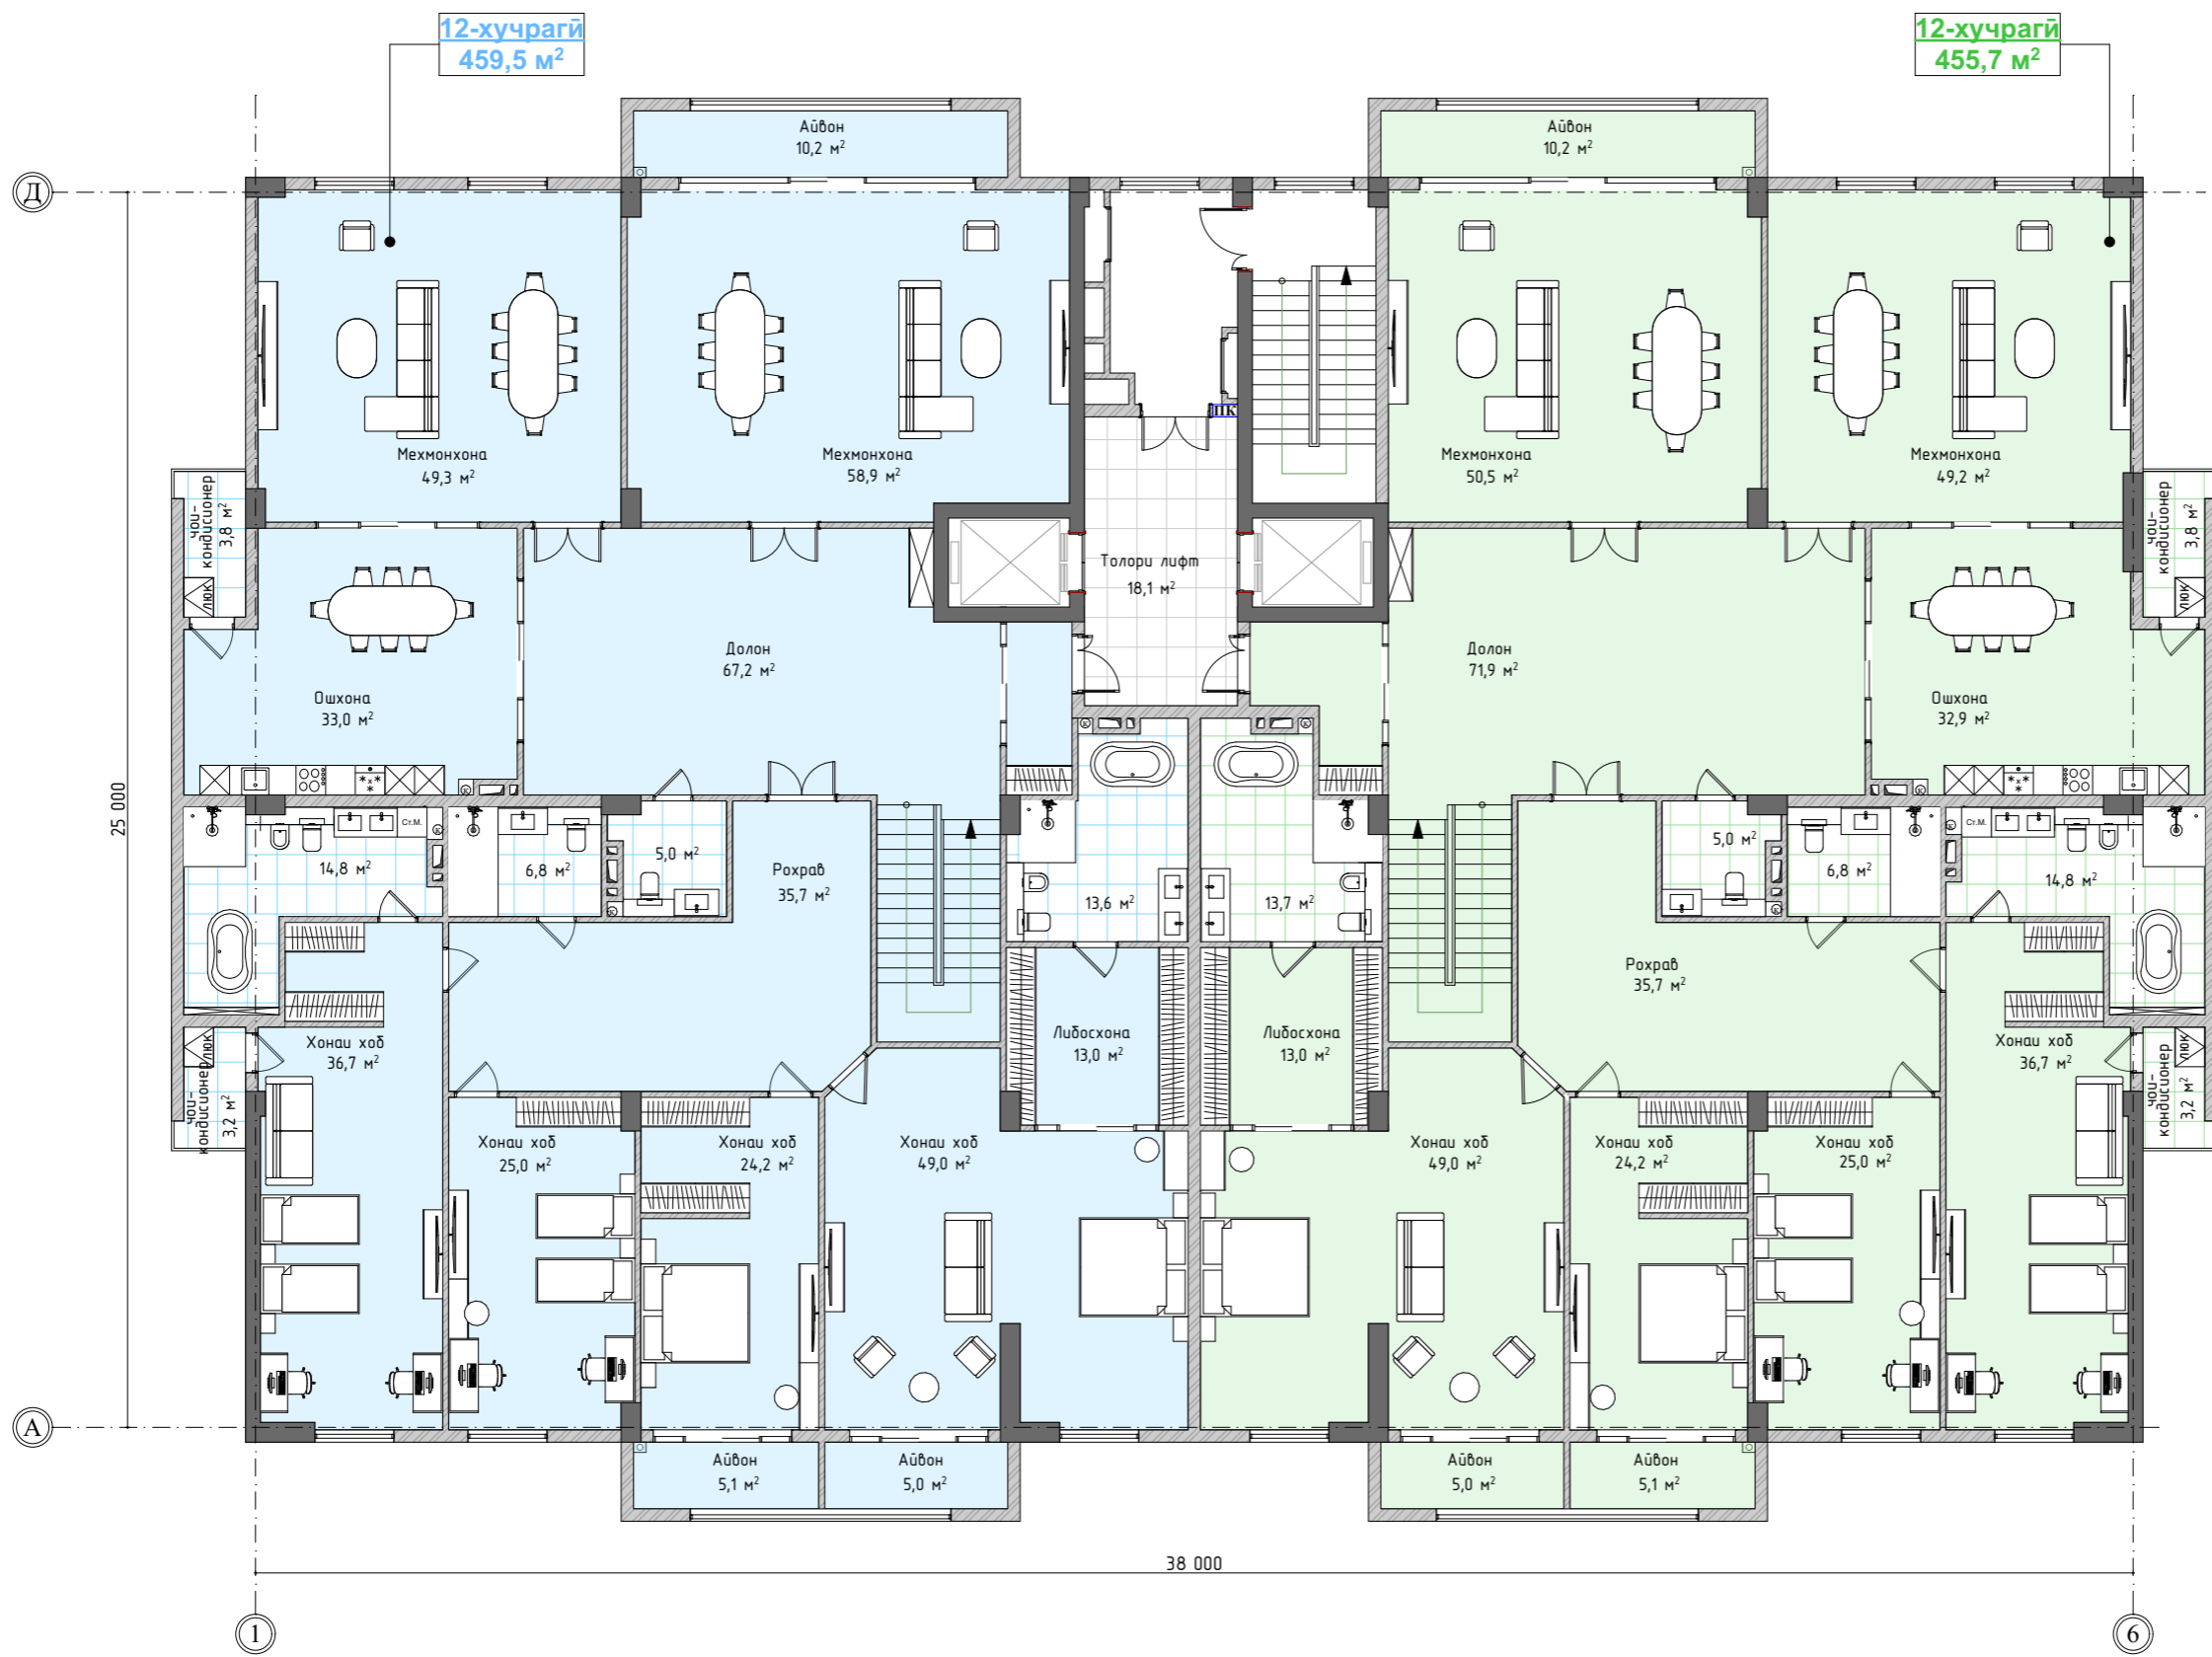 12-хучрагӣ
459,5 м²
12-хучрагӣ
455,7 м²
Айвон
10,2 м²
Айвон
10,2 м²
Д
Мехмонхона
49,3 м²
Мехмонхона
58,9 м²
ПК
Мехмонхона
50,5 м²
Мехмонхона
49,2 м²
чои-
кондисионер
3,8 м²
люк
Толори лифт
18,1 м²
чои-
кондисионер
3,8 м²
люк
Ошхона
33,0 м²
Долон
67,2 м²
Долон
71,9 м²
Ошхона
32,9 м²
25 000
Ст.М.
14,8 м²
6,8 м²
5,0 м²
Рохрав
35,7 м²
13,6 м²
13,7 м²
5,0 м²
6,8 м²
Ст.М.
14,8 м²
Рохрав
35,7 м²
люк
чои-
кондисионер
3,2 м²
Хонаи хоб
36,7 м²
Либосхона
13,0 м²
Либосхона
13,0 м²
Хонаи хоб
36,7 м²
люк
чои-
кондисионер
3,2 м²
Хонаи хоб
25,0 м²
Хонаи хоб
24,2 м²
Хонаи хоб
49,0 м²
Хонаи хоб
49,0 м²
Хонаи хоб
24,2 м²
Хонаи хоб
25,0 м²
А
Айвон
5,1 м²
Айвон
5,0 м²
Айвон
5,0 м²
Айвон
5,1 м²
38 000
1
6